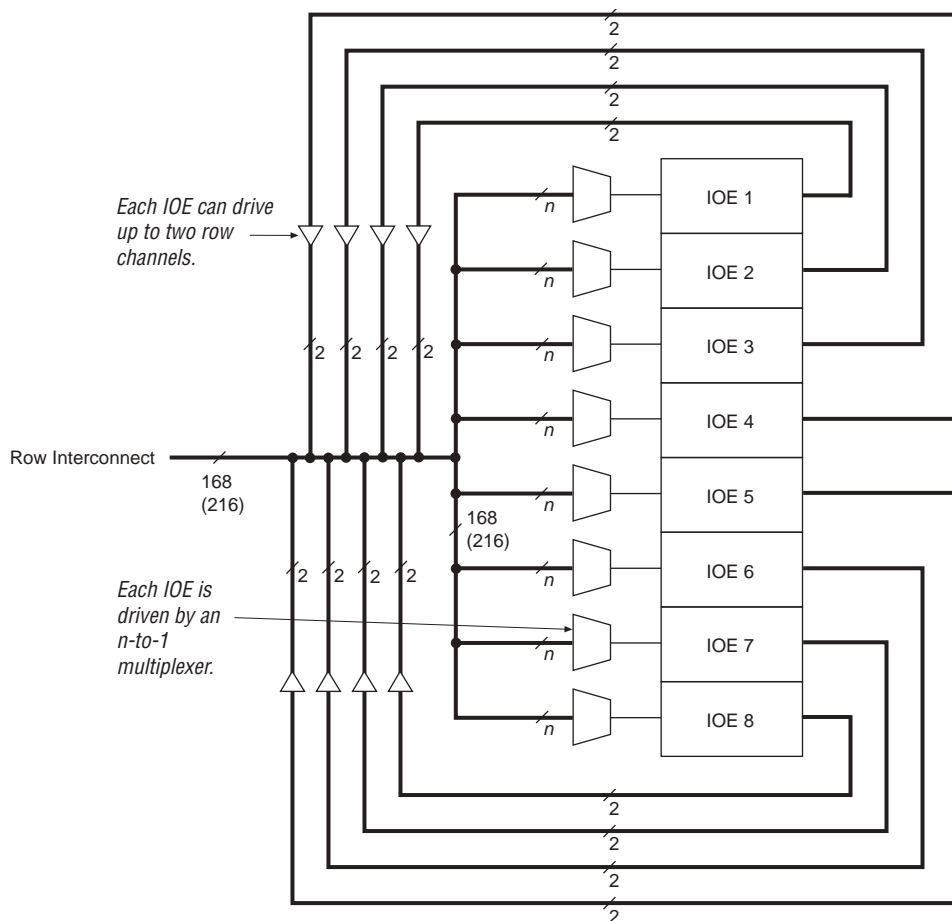 2
2
2
2
Each IOE can drive
up to two row
channels.
n
IOE 1
n
IOE 2
2
2
2
2
n
IOE 3
n
IOE 4
Row Interconnect
168
(216)
n
IOE 5
168
(216)
2
2
2
2
n
IOE 6
Each IOE is
driven by an
n-to-1
multiplexer.
n
IOE 7
n
IOE 8
2
2
2
2